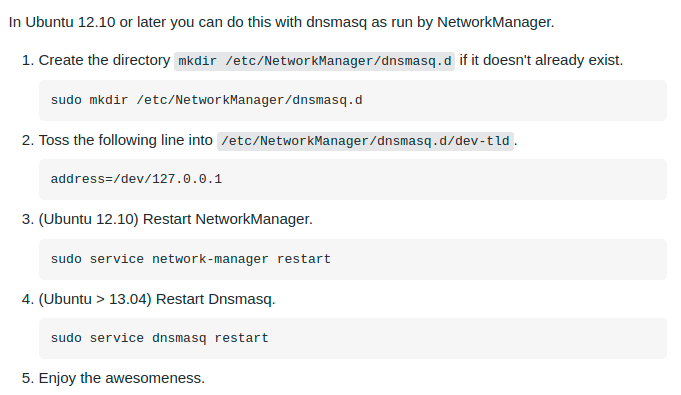 In Ubuntu 12.10 or later you can do this with dnsmasq as run by NetworkManager.
1. Create the directory mkdir /etc/NetworkManager/dnsmasq.d if it doesn't already exist.
sudo mkdir /etc/NetworkManager/dnsmasq.d
2. Toss the following line into /etc/NetworkManager/dnsmasq.d/dev-tld.
address=/dev/127.0.0.1
3. (Ubuntu 12.10) Restart NetworkManager.
sudo service network-manager restart
4. (Ubuntu > 13.04) Restart Dnsmasq.
sudo service dnsmasq restart
5. Enjoy the awesomeness.